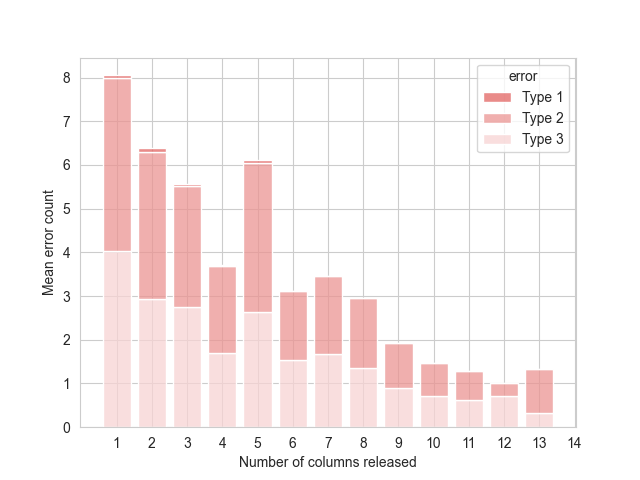 error
Type 1
Type 2
Type 3
8
7
6
5
4
3
2
1
0
Mean error count
1 2 3 4 5 6 7 8 9 10 11 12 13 14
Number of columns released